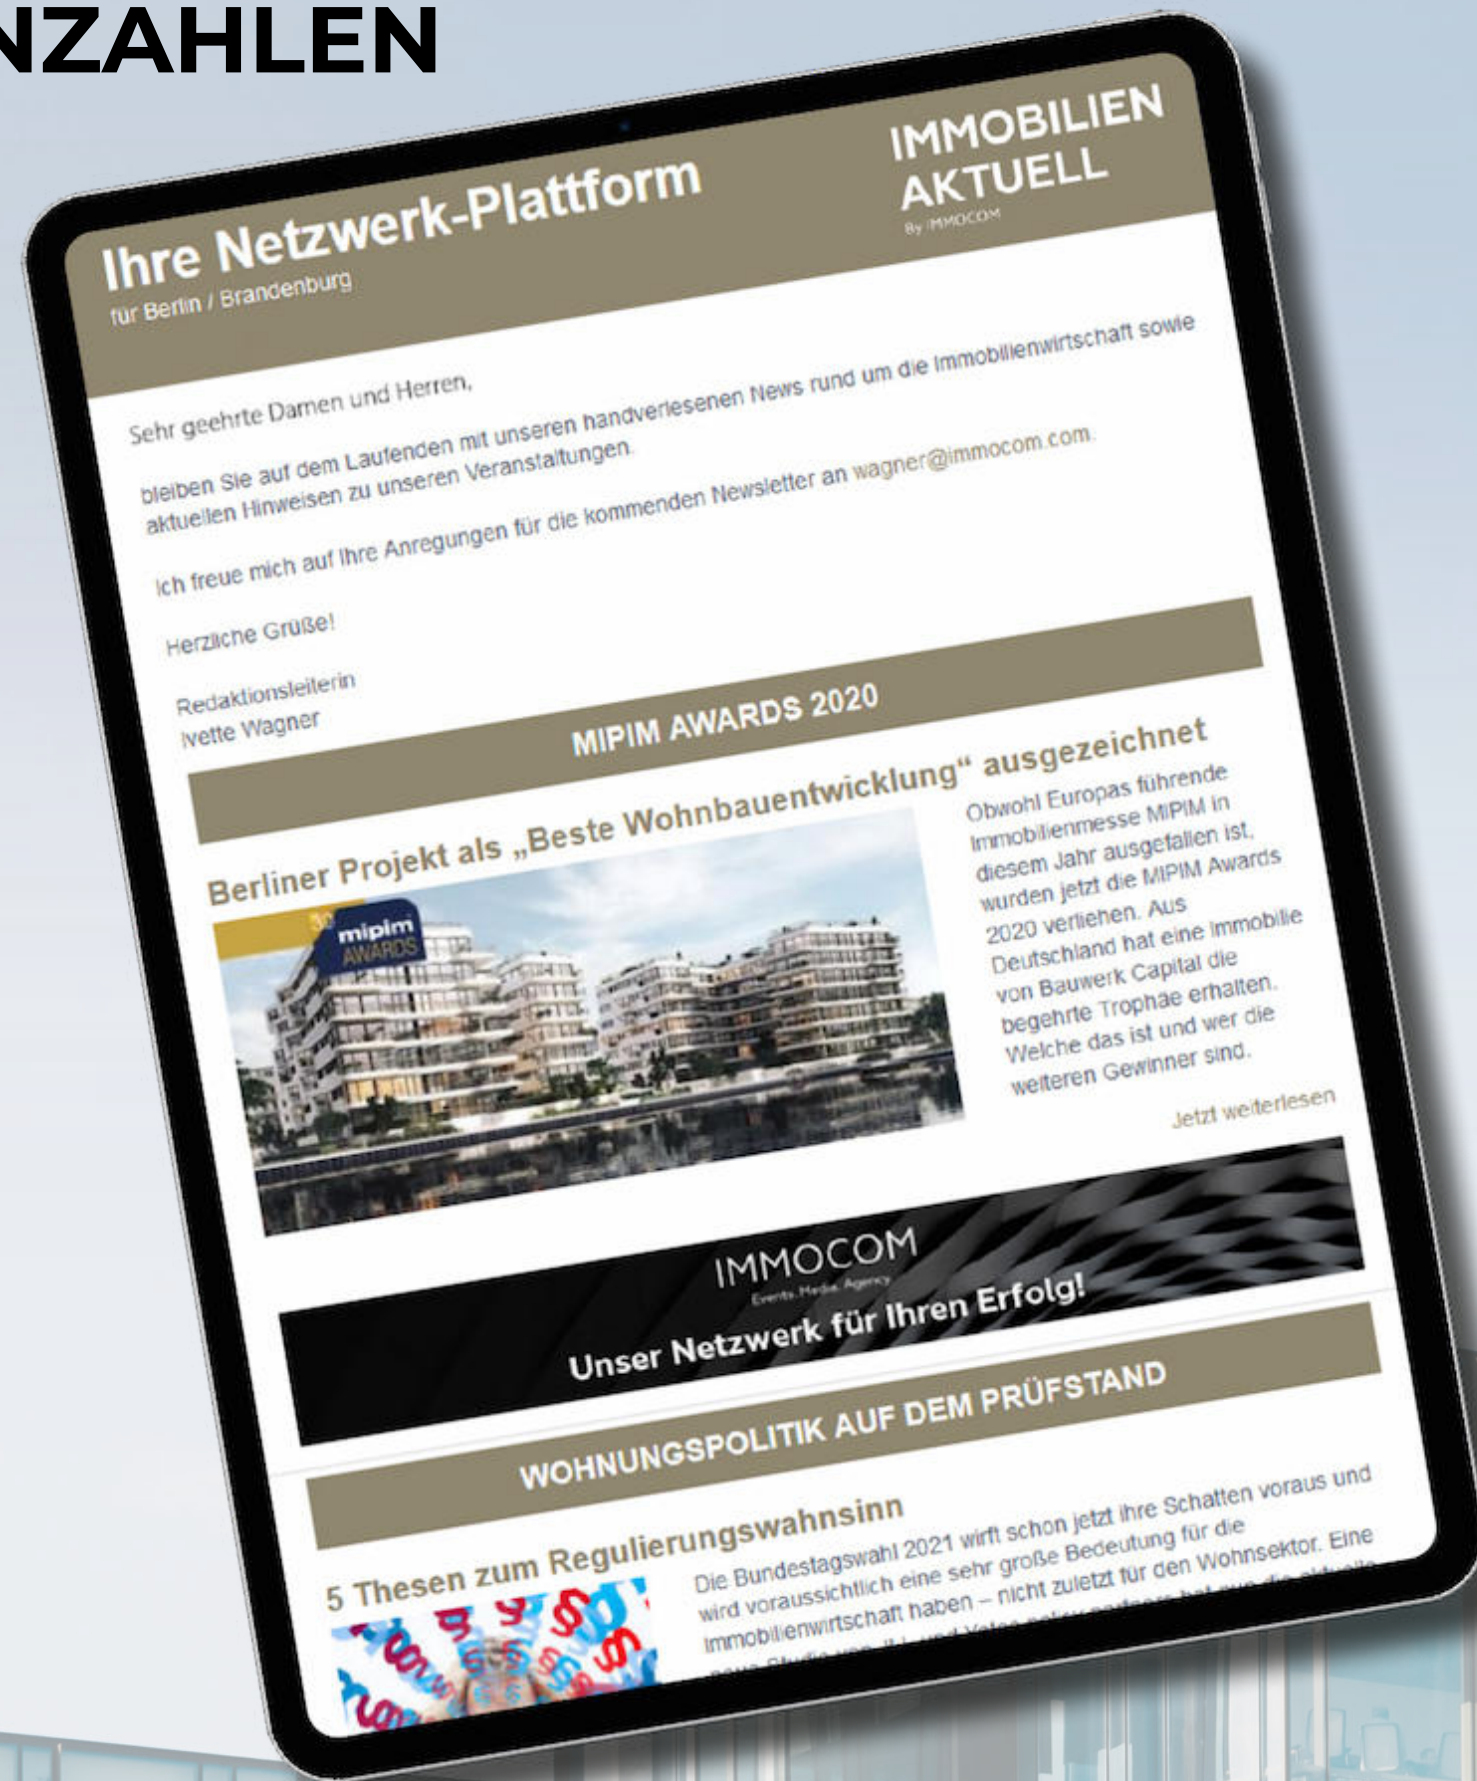 NZAHLEN
Ihre Netzwerk-Plattform
für Berlin / Brandenburg
IMMOBILIEN
AKTUELL
By IMMOCOM
Sehr geehrte Damen und Herren,
bleiben Sie auf dem Laufenden mit unseren handverlesenen News rund um die Immobilienwirtschaft sowie
aktuellen Hinweisen zu unseren Veranstaltungen.
Ich freue mich auf Ihre Anregungen für die kommenden Newsletter an wagner@immocom.com.
Herzliche Grüße!
Redaktionsleiterin
Ivette Wagner
MIPIM AWARDS 2020
Berliner Projekt als „Beste Wohnbauentwicklung“ ausgezeichnet
mipim
AWARDS
Obwohl Europas führende
Immobilienmesse MIPIM in
diesem Jahr ausgefallen ist,
wurden jetzt die MIPIM Awards
2020 verliehen. Aus
Deutschland hat eine Immobilie
von Bauwerk Capital die
begehrte Trophäe erhalten.
Welche das ist und wer die
weiteren Gewinner sind.
Jetzt weiterlesen
IMMOCOM
Events. Media. Agency.
Unser Netzwerk für Ihren Erfolg!
WOHNUNGSPOLITIK AUF DEM PRÜFSTAND
5 Thesen zum Regulierungswahnsinn
Die Bundestagswahl 2021 wirft schon jetzt ihre Schatten voraus und
wird voraussichtlich eine sehr große Bedeutung für die
Immobilienwirtschaft haben – nicht zuletzt für den Wohnsektor. Eine